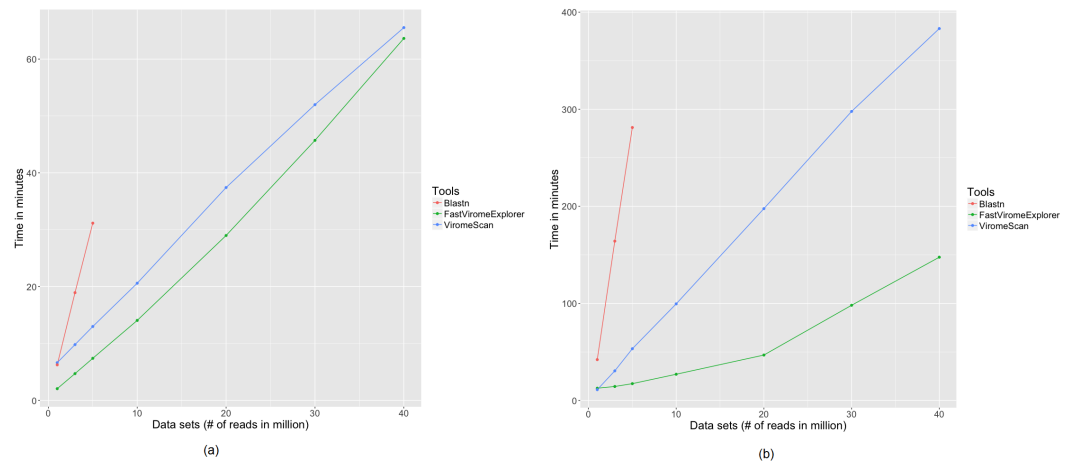 60-
40-
20-
0-
0
10
20
30
40
Time in minutes
Data sets (# of reads in million)
Tools
Blastn
FastViromeExplorer
ViromeScan
(a)
400-
300-
200-
100-
0-
0
10
20
30
40
Time in minutes
Data sets (# of reads in million)
Tools
Blastn
FastViromeExplorer
ViromeScan
(b)